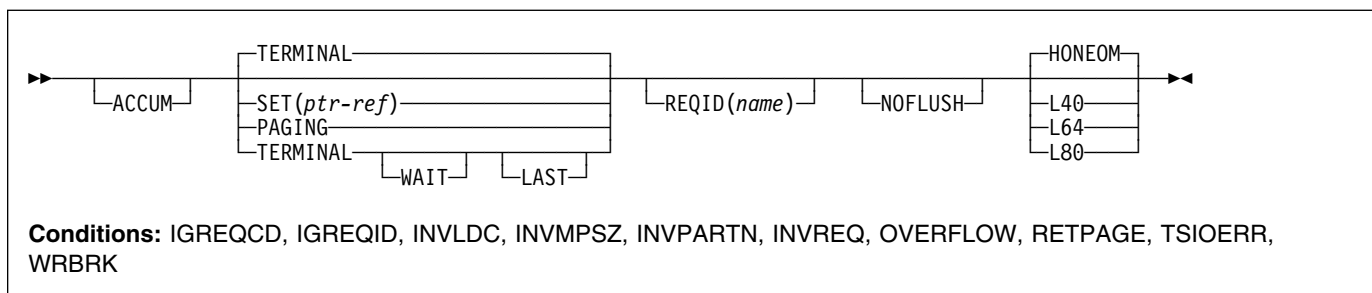 TERMINAL HONEOM
ACCUM SET(ptr-ref) REQID(name) NOFLUSH L40
PAGING L64
TERMINAL L80
WAIT LAST
Conditions: IGREQCD, IGREQID, INVLDC, INVMPSZ, INVPARTN, INVREQ, OVERFLOW, RETPAGE, TSIOERR,
WRBRK